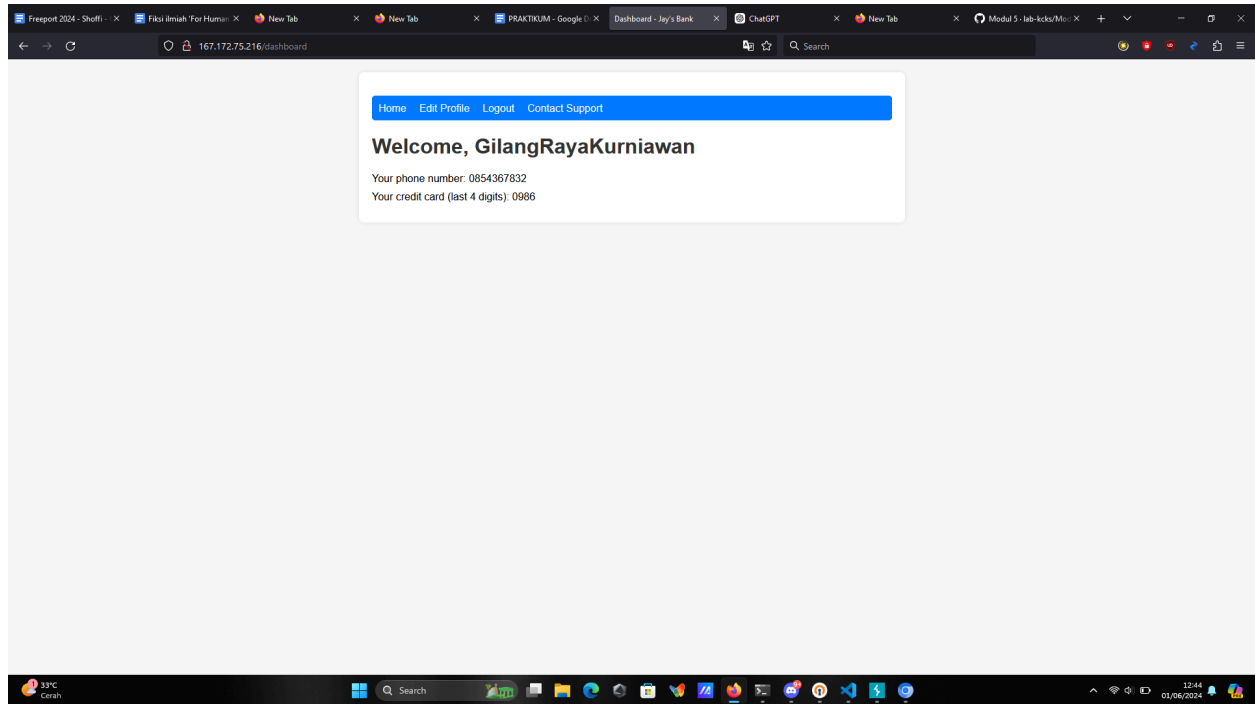 Freeport 2024 - Shoffi -
Fiksi ilmiah 'For Human
New Tab
New Tab
PRAKTIKUM - Google D
Dashboard - Jay's Bank
ChatGPT
New Tab
Modul 5 · lab-kcks/Mod
167.172.75.216/dashboard
Search
Home Edit Profile Logout Contact Support
Welcome, GilangRayaKurniawan
Your phone number: 0854367832
Your credit card (last 4 digits): 0986
1
33°C
Cerah
Search
12:44
01/06/2024